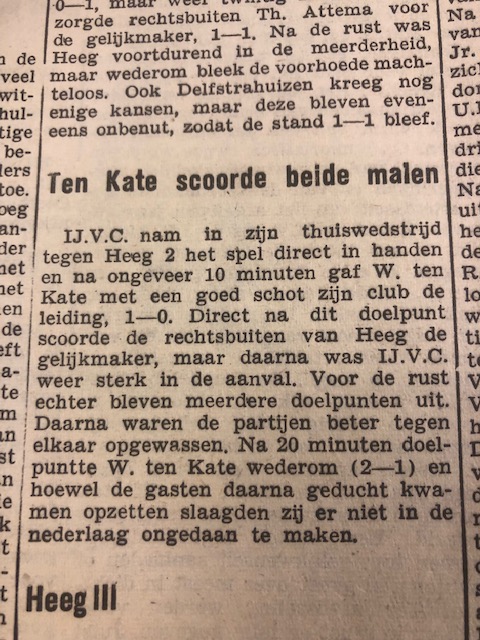 0—1, maar weer
zorgde rechtsbuiten Th. Attema voor
de gelijkmaker, 1—1. Na de rust was
Heeg voortdurend in de meerderheid,
maar wederom bleek de voorhoede mach-
teloos. Ook Delfstrahuizen kreeg nog
enige kansen, maar deze bleven even-
eens onbenut, zodat de stand 1—1 bleef.
Ten Kate scoorde beide malen
IJ.V.C. nam in zijn thuiswedstrijd
tegen Heeg 2 het spel direct in handen
en na ongeveer 10 minuten gaf W. ten
Kate met een goed schot zijn club de
leiding, 1—0. Direct na dit doelpunt
scoorde de rechtsbuiten van Heeg de
gelijkmaker, maar daarna was IJ.V.C.
weer sterk in de aanval. Voor de rust
echter bleven meerdere doelpunten uit.
Daarna waren de partijen beter tegen
elkaar opgewassen. Na 20 minuten doel-
puntte W. ten Kate wederom (2—1) en
hoewel de gasten daarna geducht kwa-
men opzetten slaagden zij er niet in de
nederlaag ongedaan te maken.
Heeg III